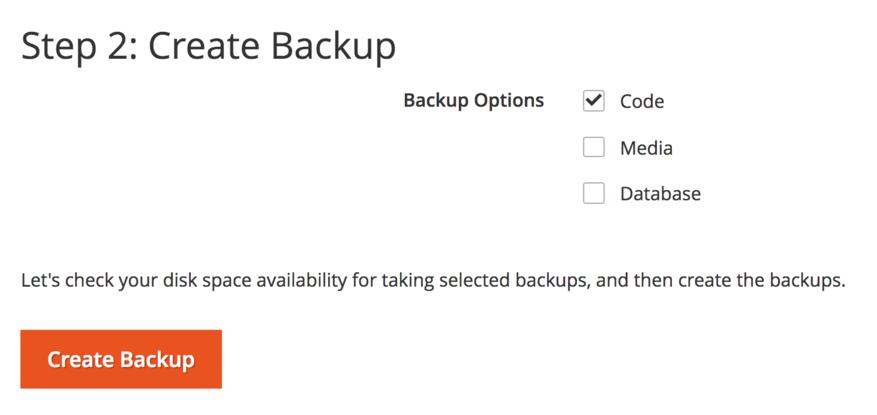 Step 2: Create Backup
Backup Options
Code
Media
Database
Let's check your disk space availability for taking selected backups, and then create the backups.
Create Backup